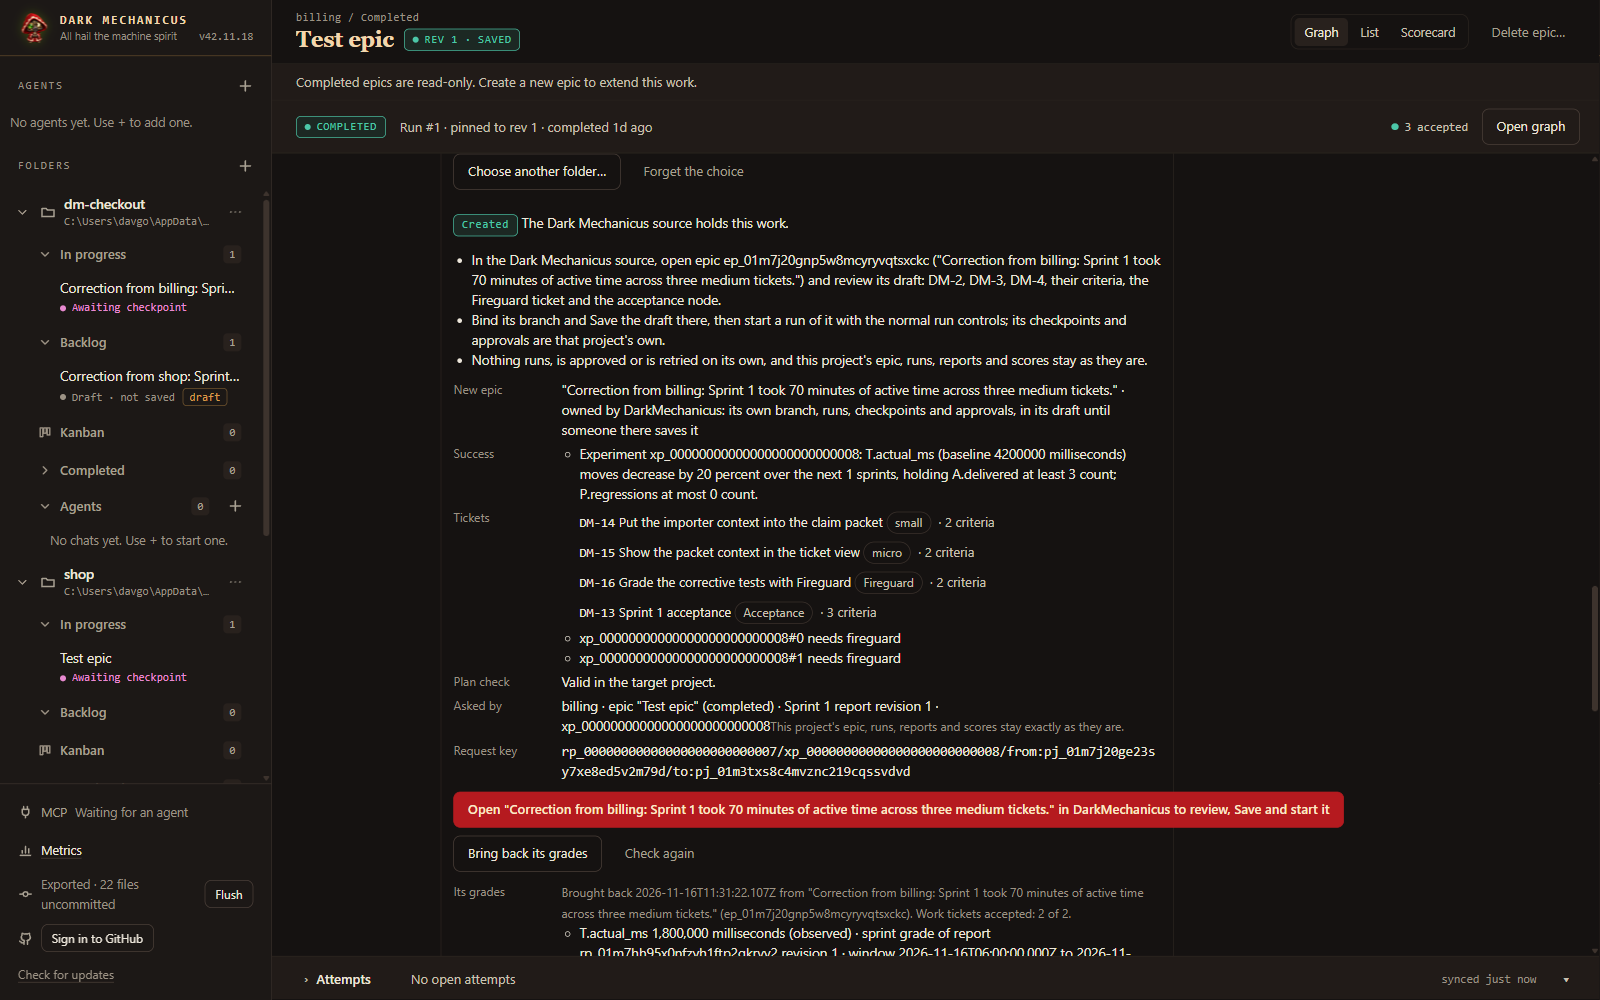 DARK MECHANICUS
All hail the machine spirit v42.11.18
AGENTS
No agents yet. Use + to add one.
FOLDERS
dm-checkout
C:\Users\davgo\AppData\…
In progress 1
Correction from billing: Spri...
Awaiting checkpoint
Backlog 1
Correction from shop: Sprint...
Draft · not saved draft
Kanban 0
Completed 0
Agents 0
No chats yet. Use + to start one.
shop
C:\Users\davgo\AppData\…
In progress 1
Test epic
Awaiting checkpoint
Backlog 0
Kanban 0
MCP Waiting for an agent
Metrics
Exported · 22 files
uncommitted
Flush
Sign in to GitHub
Check for updates
billing / Completed
Test epic REV 1 · SAVED
Graph List Scorecard Delete epic...
Completed epics are read-only. Create a new epic to extend this work.
COMPLETED Run #1 · pinned to rev 1 · completed 1d ago 3 accepted Open graph
Choose another folder... Forget the choice
Created The Dark Mechanicus source holds this work.
In the Dark Mechanicus source, open epic ep_01m7j20gnp5w8mcyryvqtsxckc ("Correction from billing: Sprint 1 took
70 minutes of active time across three medium tickets.") and review its draft: DM-2, DM-3, DM-4, their criteria, the
Fireguard ticket and the acceptance node.
Bind its branch and Save the draft there, then start a run of it with the normal run controls; its checkpoints and
approvals are that project's own.
Nothing runs, is approved or is retried on its own, and this project's epic, runs, reports and scores stay as they are.
New epic "Correction from billing: Sprint 1 took 70 minutes of active time across three medium tickets." ·
owned by DarkMechanicus: its own branch, runs, checkpoints and approvals, in its draft until
someone there saves it
Success Experiment xp_00000000000000000000000008: T.actual_ms (baseline 4200000 milliseconds)
moves decrease by 20 percent over the next 1 sprints, holding A.delivered at least 3 count;
P.regressions at most 0 count.
Tickets DM-14 Put the importer context into the claim packet small · 2 criteria
DM-15 Show the packet context in the ticket view micro · 2 criteria
DM-16 Grade the corrective tests with Fireguard Fireguard · 2 criteria
DM-13 Sprint 1 acceptance Acceptance · 3 criteria
xp_00000000000000000000000008#0 needs fireguard
xp_00000000000000000000000008#1 needs fireguard
Plan check Valid in the target project.
Asked by billing · epic "Test epic" (completed) · Sprint 1 report revision 1 ·
xp_00000000000000000000000008This project's epic, runs, reports and scores stay exactly as they are.
Request key rp_00000000000000000000000007/xp_00000000000000000000000008/from:pj_01m7j20ge23s
y7xe8ed5v2m79d/to:pj_01m3txs8c4mvznc219cqssvdvd
Open "Correction from billing: Sprint 1 took 70 minutes of active time across three medium tickets." in DarkMechanicus to review, Save and start it
Bring back its grades Check again
Its grades Brought back 2026-11-16T11:31:22.107Z from "Correction from billing: Sprint 1 took 70 minutes of active time
across three medium tickets." (ep_01m7j20gnp5w8mcyryvqtsxckc). Work tickets accepted: 2 of 2.
T.actual_ms 1,800,000 milliseconds (observed) · sprint grade of report
revision 1 · window 2026-11-16T06:00:00.000Z to 2026-11-
Attempts No open attempts synced just now